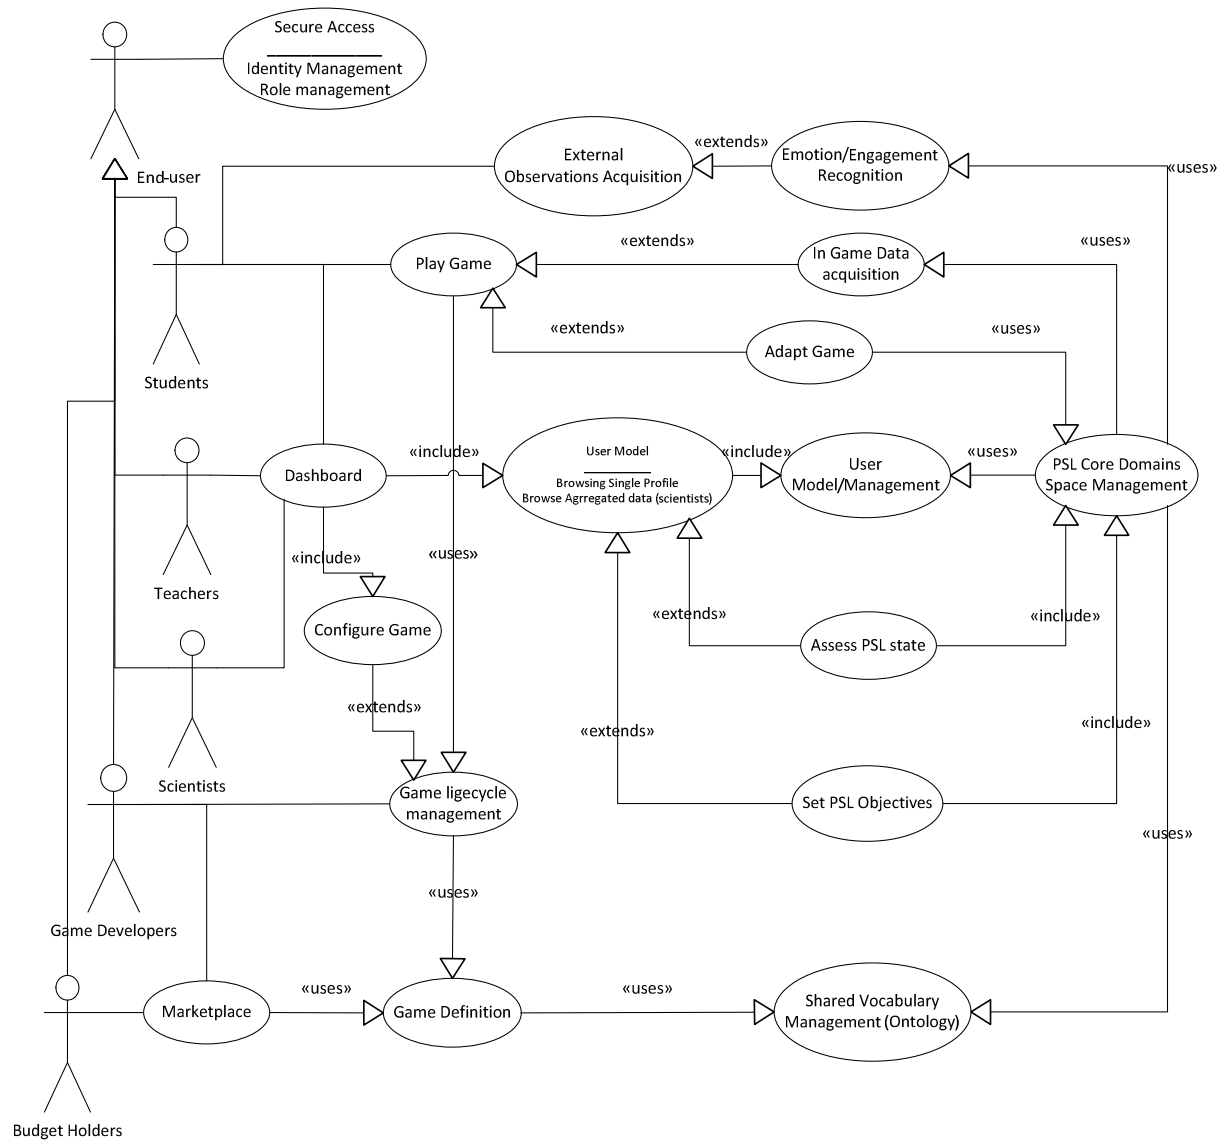 Secure Access
Identity Management
Role management
End-user
External
Observations Acquisition
«extends»
Emotion/Engagement
Recognition
«uses»
Students
Play Game
«extends»
In Game Data
acquisition
«uses»
«extends»
Adapt Game
«uses»
Teachers
Dashboard
«include»
User Model
Browsing Single Profile
Browse Agrregated data (scientists)
«include»
User
Model/Management
«uses»
PSL Core Domains
Space Management
«include»
«uses»
Configure Game
«extends»
Assess PSL state
«include»
Scientists
«extends»
«extends»
Set PSL Objectives
«include»
Game ligecycle
management
«uses»
Game Developers
«uses»
Marketplace
«uses»
Game Definition
«uses»
Shared Vocabulary
Management (Ontology)
Budget Holders